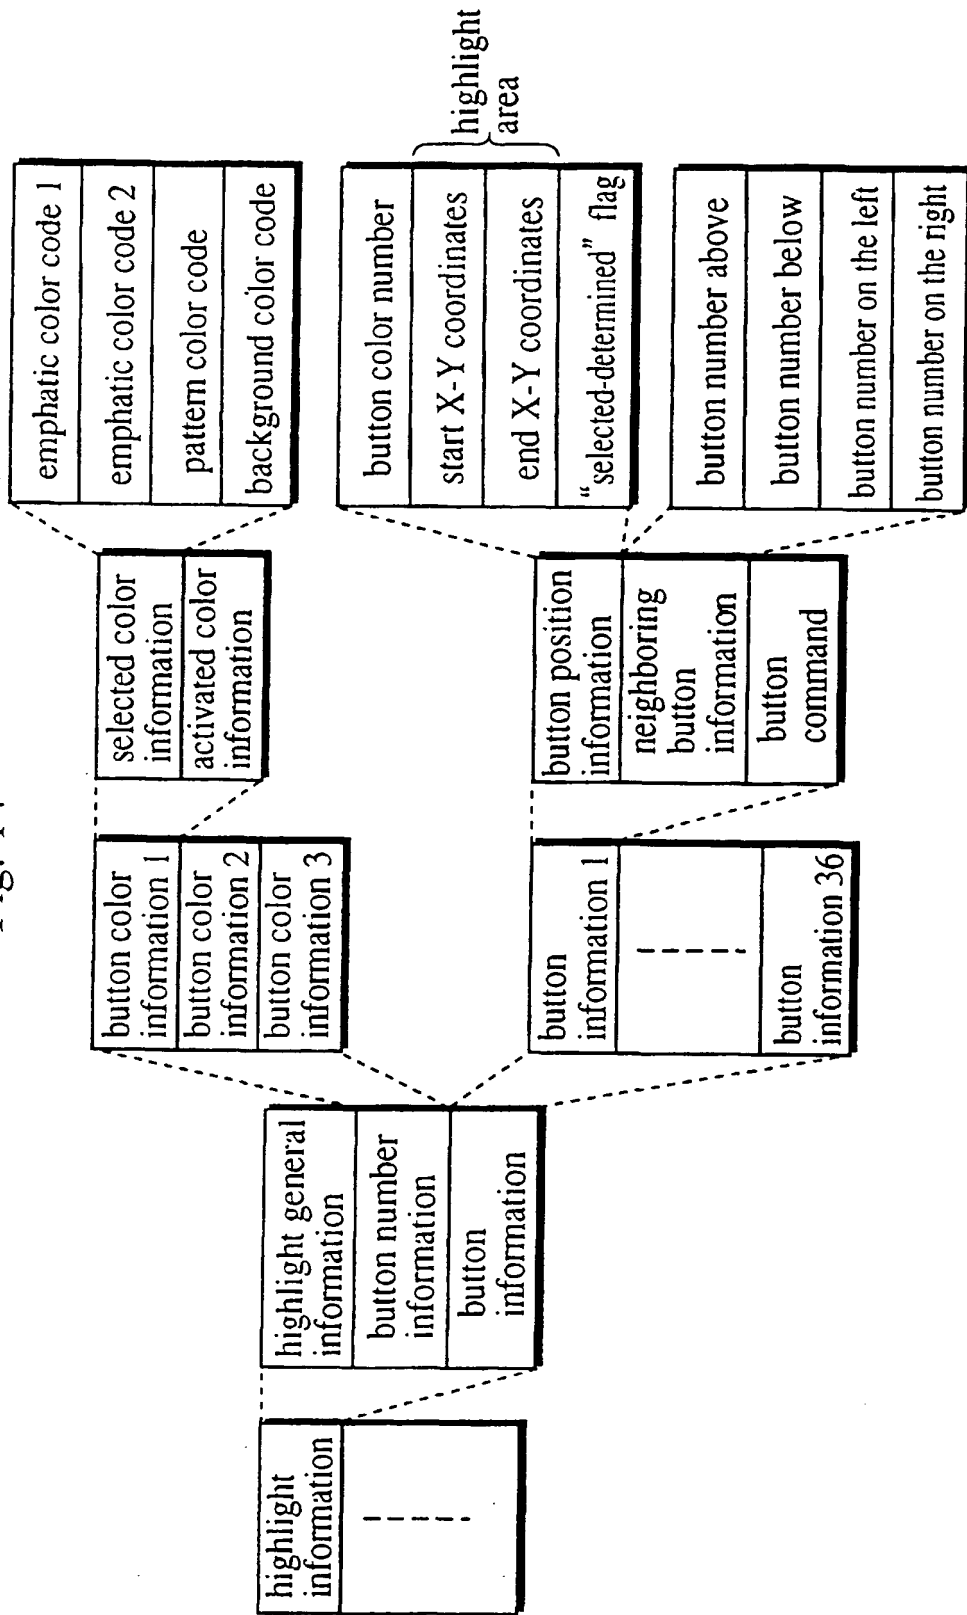 highlight
information
highlight general
information
button number
information
button
information
button color
information 1
button color
information 2
button color
information 3
button
information 1
button
information 36
selected color
information
activated color
information
button position
information
neighboring
button
information
button
command
emphatic color code 1
emphatic color code 2
pattern color code
background color code
button color number
start X-Y coordinates
end X-Y coordinates
“selected-determined” flag
highlight
area
button number above
button number below
button number on the left
button number on the right